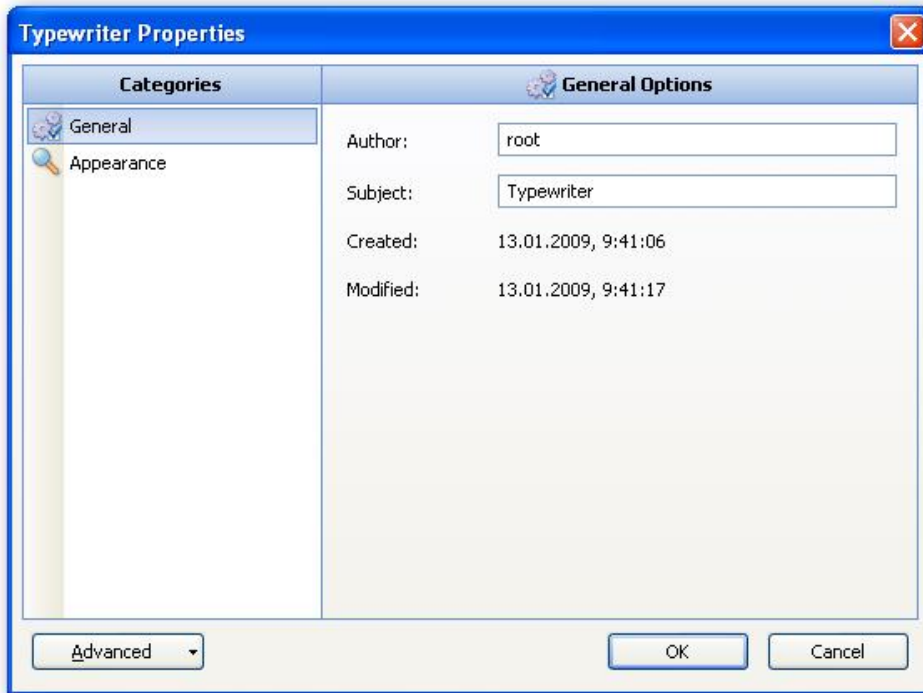 Typewriter Properties
Categories
General
Appearance
General Options
Author: root
Subject: Typewriter
Created: 13.01.2009, 9:41:06
Modified: 13.01.2009, 9:41:17
Advanced
OK
Cancel